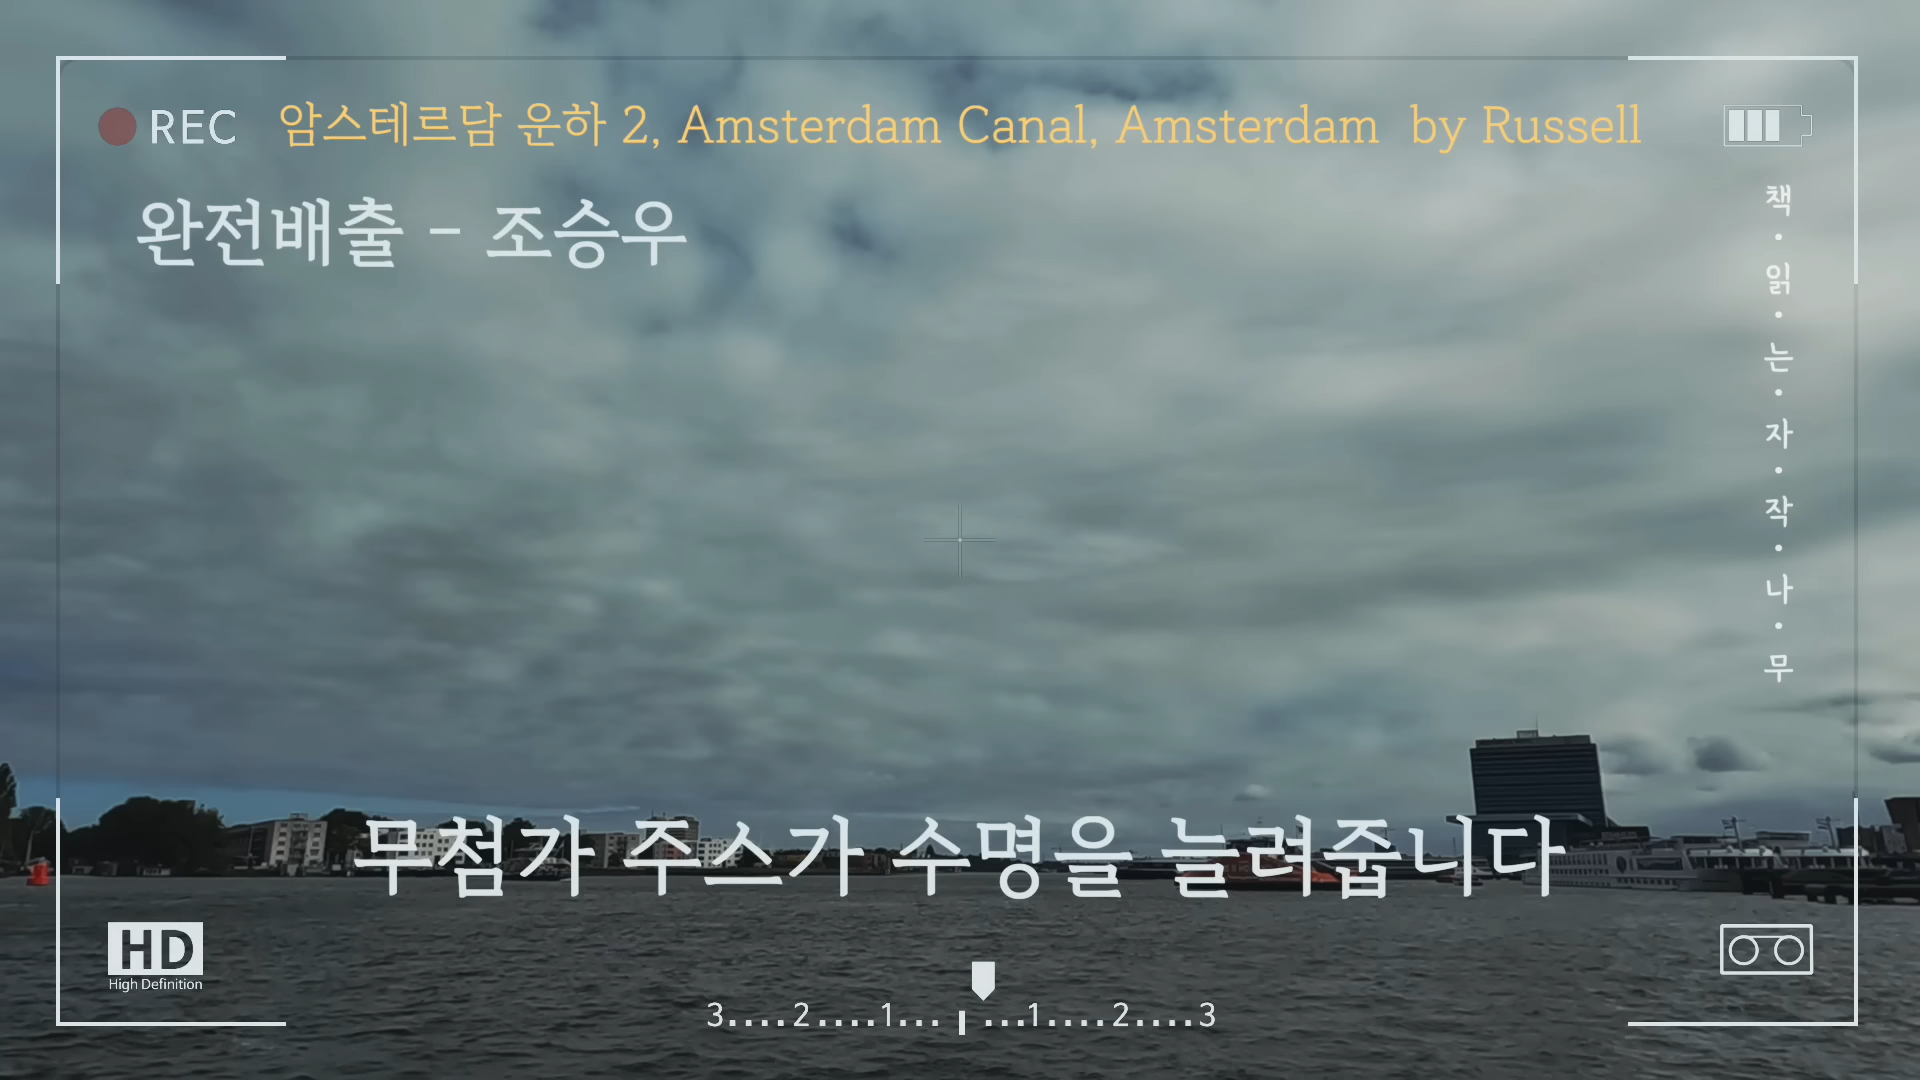 REC
암스테르담 운하 2, Amsterdam Canal, Amsterdam by Russell
완전배출 - 조승우
책·읽·는·자·작·나·무
무첨가 주스가 수명을 늘려줍니다
HD
High Definition
3....2....1... ...1....2....3